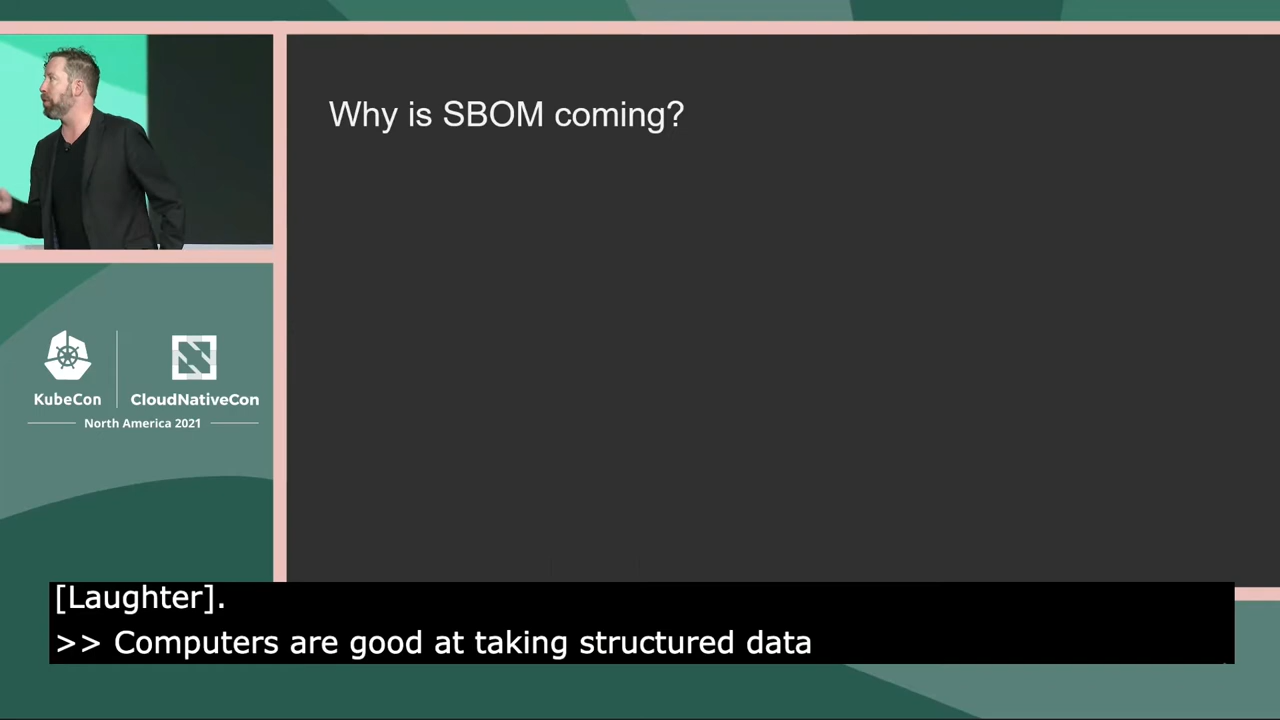 Why is SBOM coming?
KubeCon
CloudNativeCon
North America 2021
[Laughter].
>> Computers are good at taking structured data